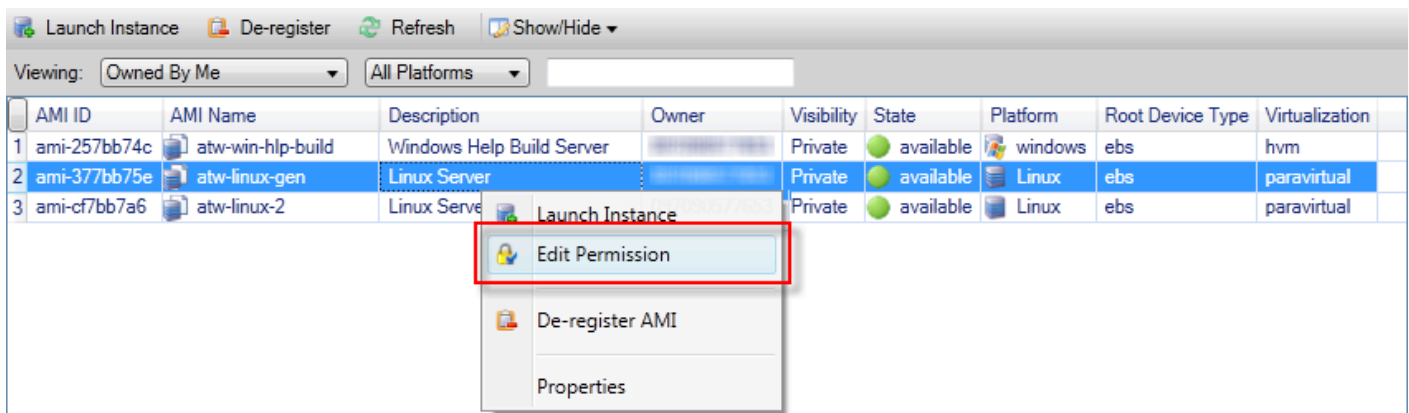 Launch Instance De-register Refresh Show/Hide
Viewing: Owned By Me All Platforms
AMI ID AMI Name Description Owner Visibility State Platform Root Device Type Virtualization
1 ami-257bb74c atw-win-hlp-build Windows Help Build Server Private available windows ebs hvm
2 ami-377bb75e atw-linux-gen Linux Server Private available Linux ebs paravirtual
3 ami-cf7bb7a6 atw-linux-2 Linux Serve Private available Linux ebs paravirtual
Launch Instance
Edit Permission
De-register AMI
Properties